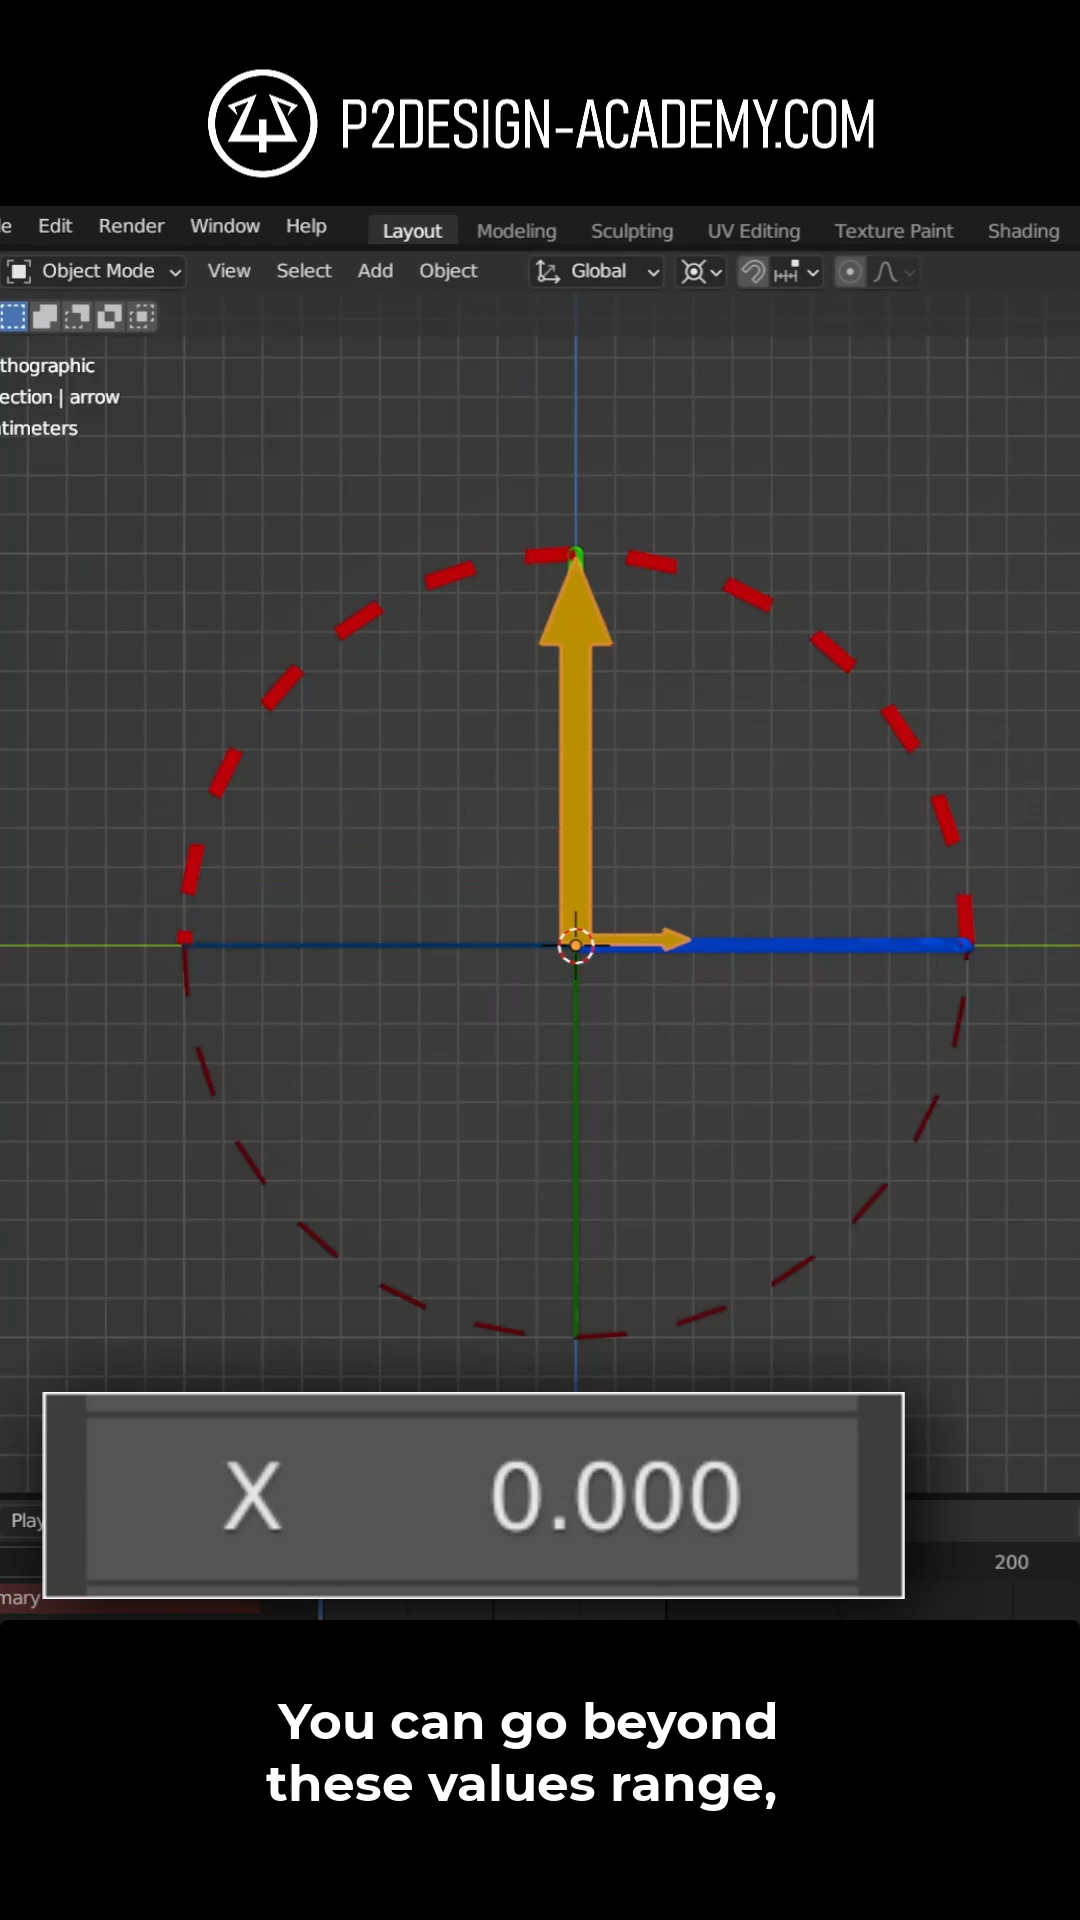 P2DESIGN-ACADEMY.COM
le Edit Render Window Help Layout Modeling Sculpting UV Editing Texture Paint Shading
Object Mode View Select Add Object Global
thographic
ection | arrow
timeters
X 0.000
Play
200
mary
You can go beyond
these values range,